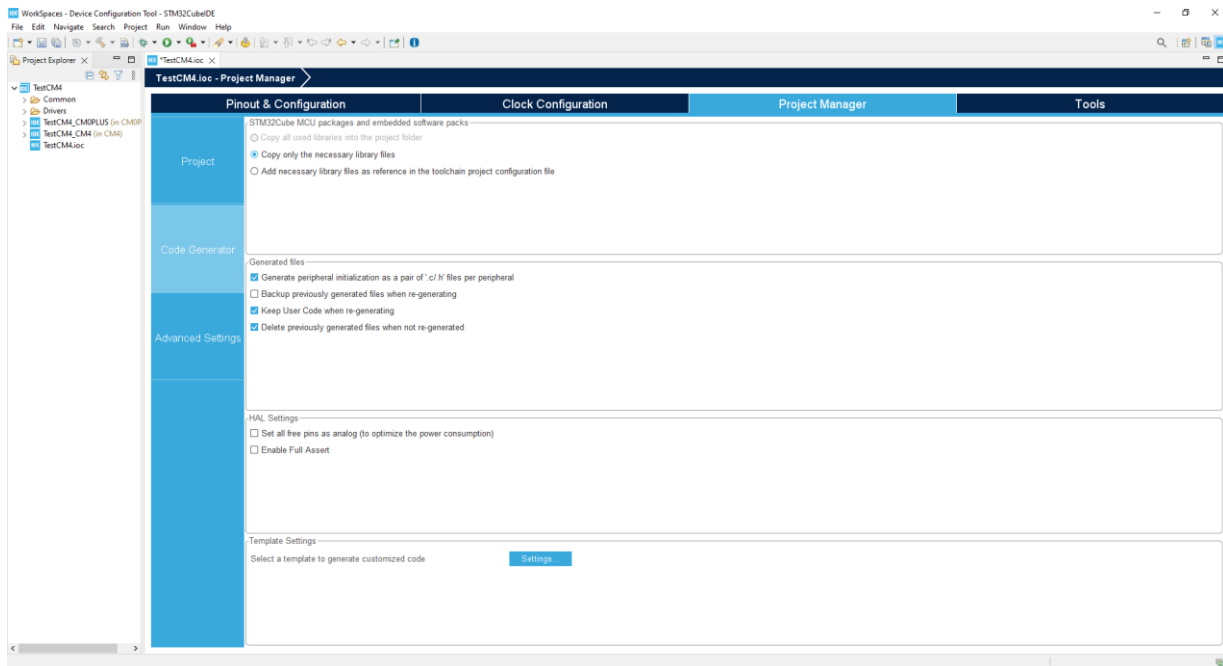 IDE WorkSpaces - Device Configuration Tool - STM32CubeIDE
File Edit Navigate Search Project Run Window Help
Project Explorer
MX *TestCM4.ioc
TestCM4.ioc - Project Manager
IDE TestCM4
Common
Drivers
IDE TestCM4_CM0PLUS (in CM0P
IDE TestCM4_CM4 (in CM4)
MX TestCM4.ioc
Pinout & Configuration
Clock Configuration
Project Manager
Tools
Project
Code Generator
Advanced Settings
STM32Cube MCU packages and embedded software packs
Copy all used libraries into the project folder
Copy only the necessary library files
Add necessary library files as reference in the toolchain project configuration file
Generated files
Generate peripheral initialization as a pair of '.c/.h' files per peripheral
Backup previously generated files when re-generating
Keep User Code when re-generating
Delete previously generated files when not re-generated
HAL Settings
Set all free pins as analog (to optimize the power consumption)
Enable Full Assert
Template Settings
Select a template to generate customized code
Settings...